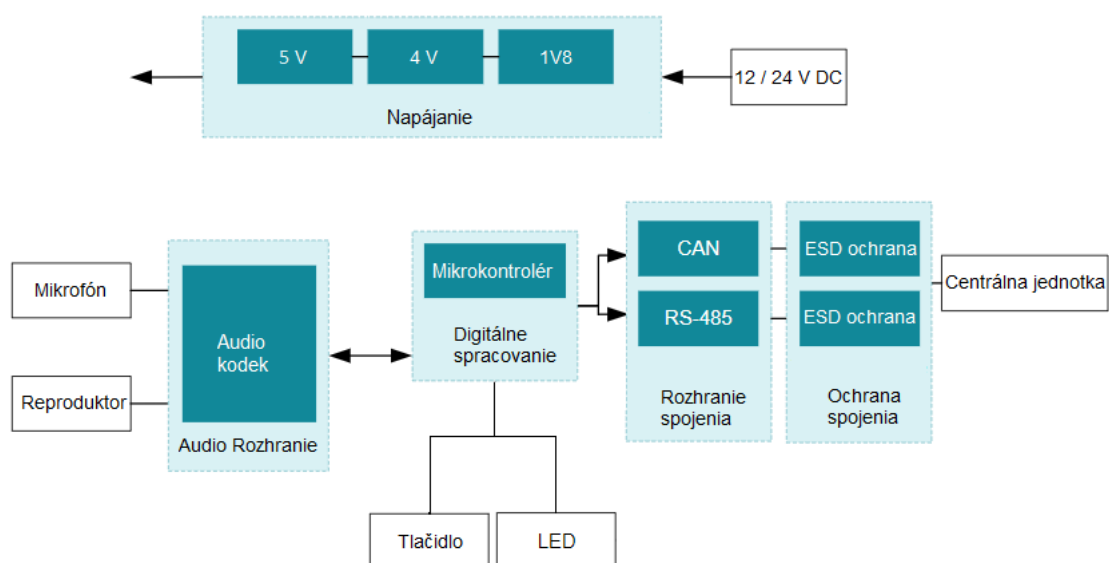 5 V
4 V
1V8
12 / 24 V DC
Napájanie
Mikrofón
Reproduktor
Audio
kodek
Audio Rozhranie
Mikrokontrolér
Digitálne
spracovanie
Tlačidlo
LED
CAN
RS-485
Rozhranie
spojenia
ESD ochrana
ESD ochrana
Ochrana
spojenia
Centrálna jednotka